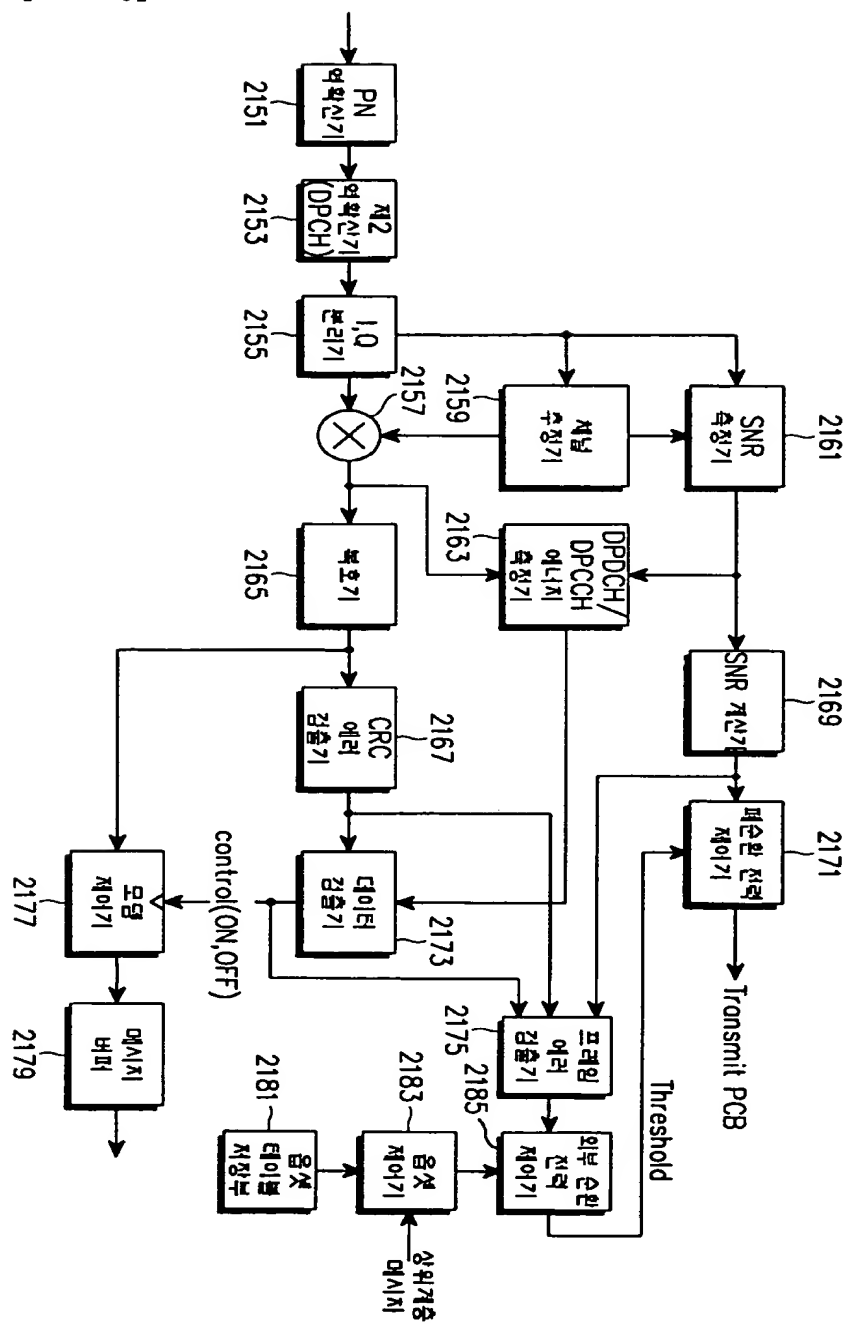 PN
역확산기
2151
제2
역확산기
(DPCH)
2153
I,Q
분리기
2155
2157
채널
추정기
2159
SNR
측정기
2161
DPDCH/
DPCCH
에너지
측정기
2163
복호기
2165
CRC
에러
검출기
2167
SNR 계산기
2169
폐순환 전력
제어기
2171
Transmit PCB
데이터
검출기
2173
control(ON,OFF)
모뎀
제어기
2177
메시지
버퍼
2179
프레임
에러
검출기
2175
Threshold
외부 순환
전력
제어기
2185
옵셋
제어기
2183
옵셋
테이블
저장부
2181
상위계층
메시지